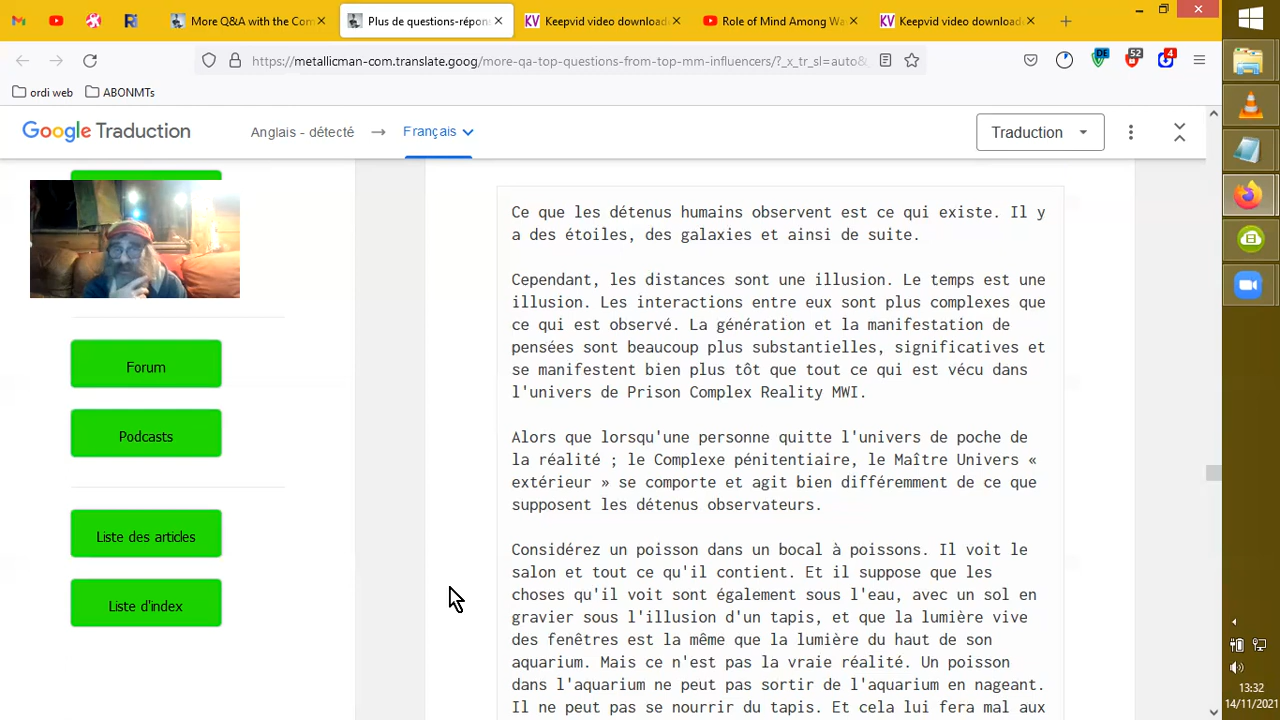 More Q&A with the Com
Plus de questions-répons
Keepvid video download
Role of Mind Among Wa
Keepvid video download
https://metallicman-com.translate.goog/more-qa-top-questions-from-top-mm-influencers/?_x_tr_sl=auto&
DE
52
4
ordi web
ABONMTs
Google Traduction
Anglais - détecté
Français
Traduction
Forum
Podcasts
Liste des articles
Liste d'index
Ce que les détenus humains observent est ce qui existe. Il y
a des étoiles, des galaxies et ainsi de suite.
Cependant, les distances sont une illusion. Le temps est une
illusion. Les interactions entre eux sont plus complexes que
ce qui est observé. La génération et la manifestation de
pensées sont beaucoup plus substantielles, significatives et
se manifestent bien plus tôt que tout ce qui est vécu dans
l'univers de Prison Complex Reality MWI.
Alors que lorsqu'une personne quitte l'univers de poche de
la réalité ; le Complexe pénitentiaire, le Maître Univers «
extérieur » se comporte et agit bien différemment de ce que
supposent les détenus observateurs.
Considérez un poisson dans un bocal à poissons. Il voit le
salon et tout ce qu'il contient. Et il suppose que les
choses qu'il voit sont également sous l'eau, avec un sol en
gravier sous l'illusion d'un tapis, et que la lumière vive
des fenêtres est la même que la lumière du haut de son
aquarium. Mais ce n'est pas la vraie réalité. Un poisson
dans l'aquarium ne peut pas sortir de l'aquarium en nageant.
Il ne peut pas se nourrir du tapis. Et cela lui fera mal aux
13:32
14/11/2021